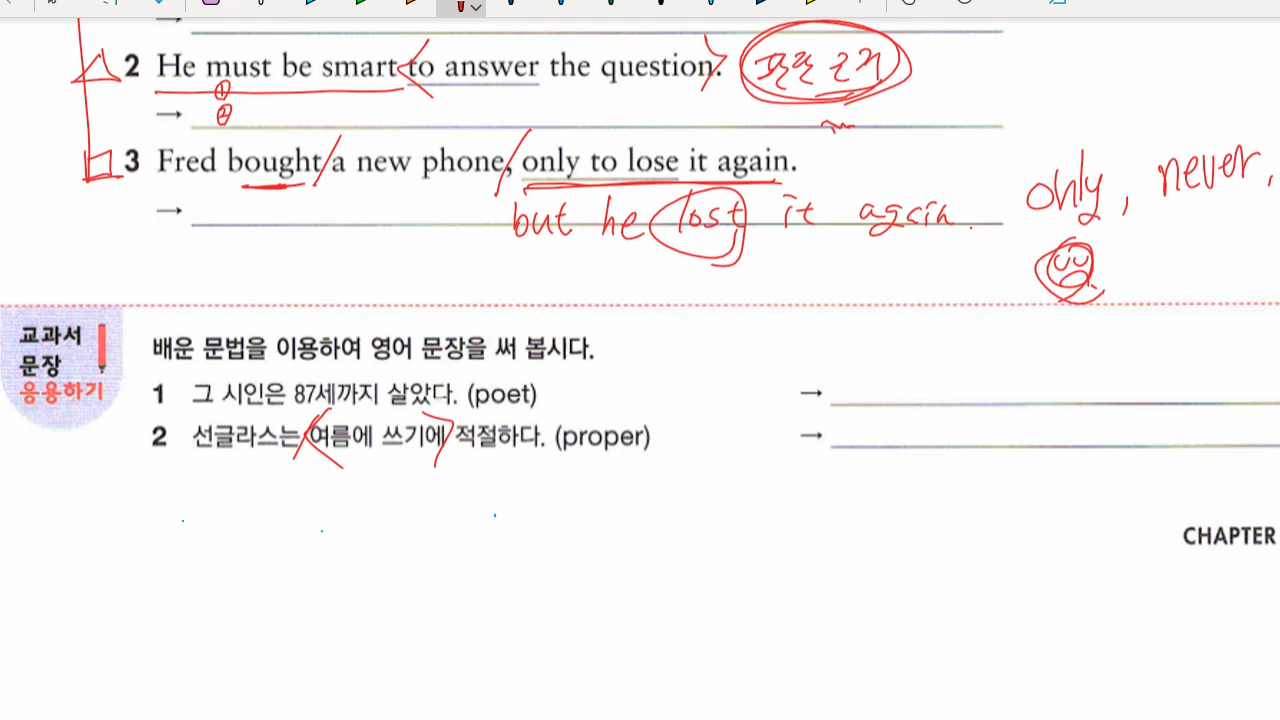 2 He must be smart to answer the question. 판단 근거
①
→ ②
3 Fred bought a new phone, only to lose it again.
only, never,
→ but he lost it again.
교과서
문장
응용하기
배운 문법을 이용하여 영어 문장을 써 봅시다.
1 그 시인은 87세까지 살았다. (poet) →
2 선글라스는 여름에 쓰기에 적절하다. (proper) →
CHAPTER